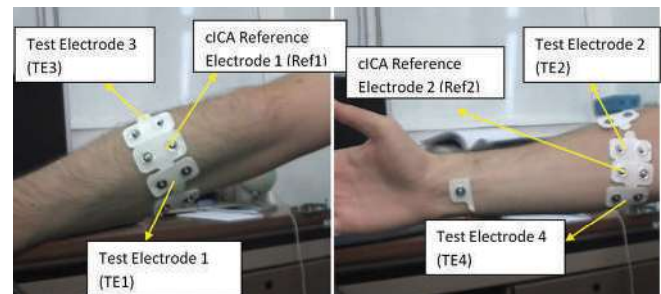 Test Electrode 3
(TE3)
cICA Reference
Electrode 1 (Ref1)
Test Electrode 1
(TE1)
cICA Reference
Electrode 2 (Ref2)
Test Electrode 2
(TE2)
Test Electrode 4
(TE4)